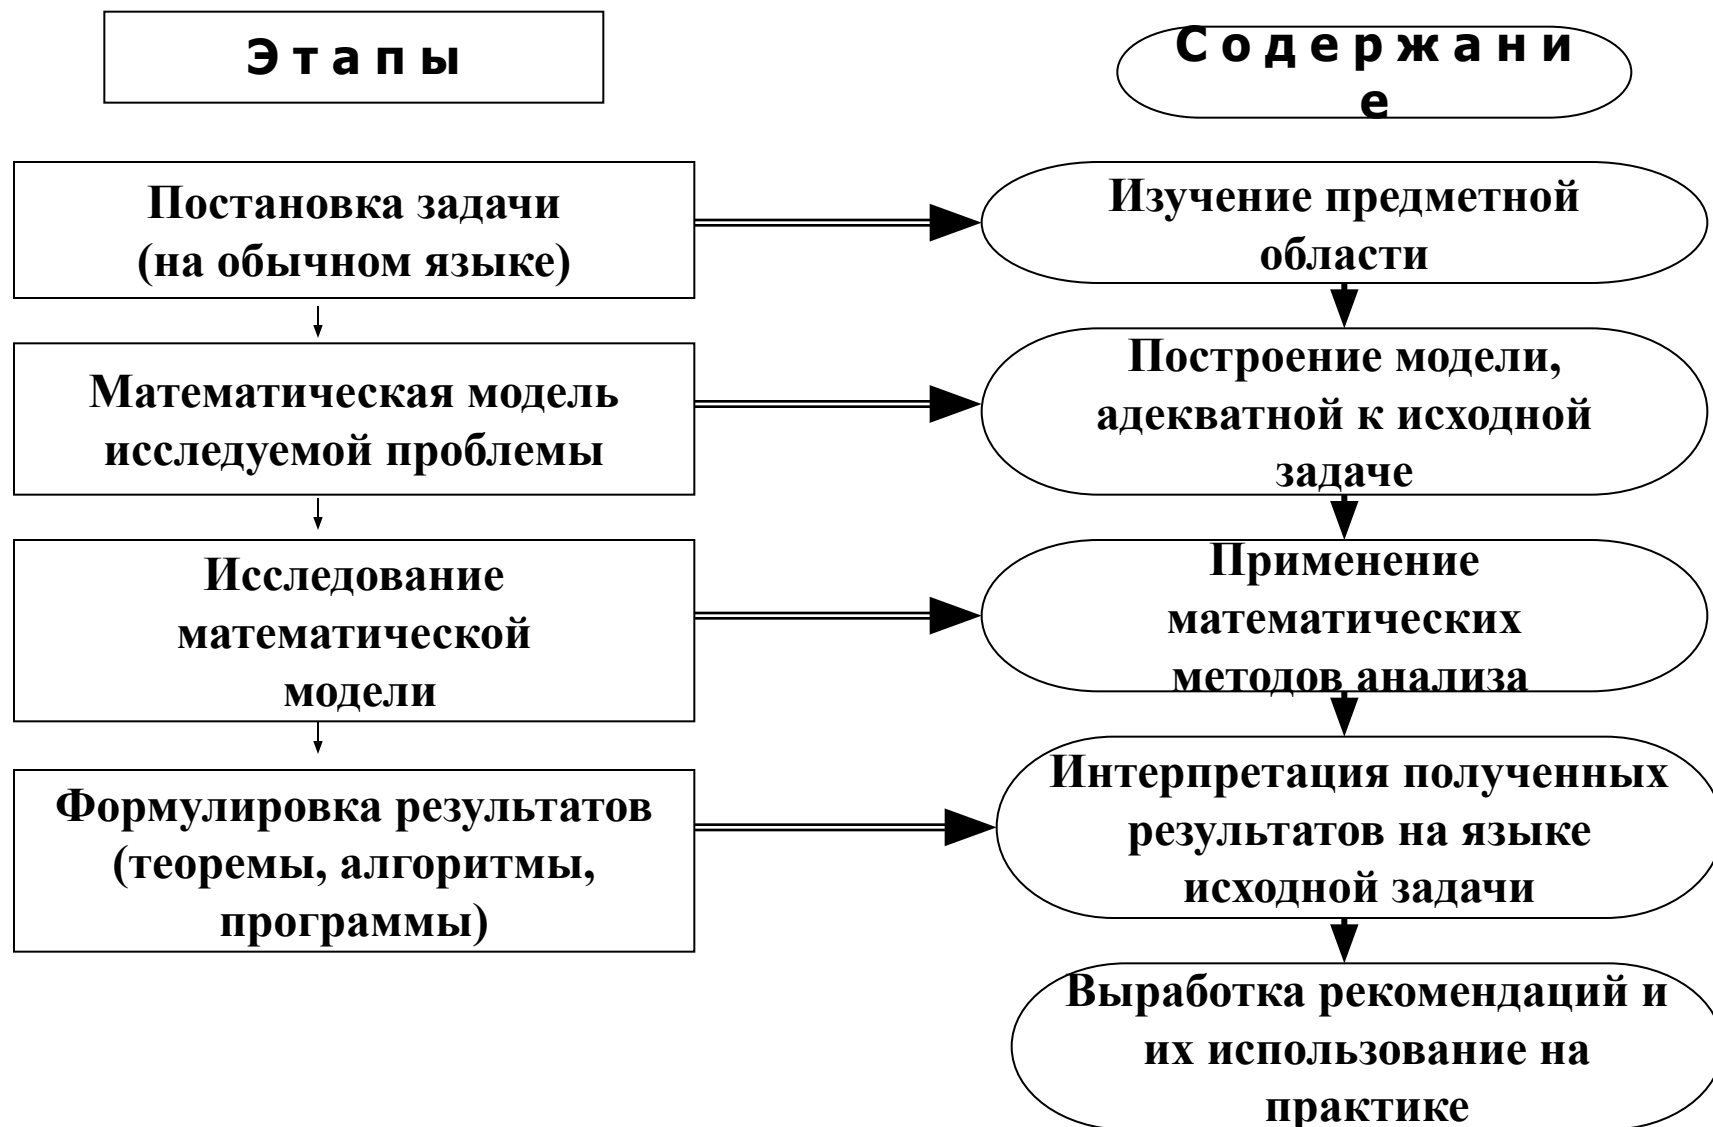 Этапы
Содержани
е
Постановка задачи
(на обычном языке)
Изучение предметной
области
Математическая модель
исследуемой проблемы
Построение модели,
адекватной к исходной
задаче
Исследование
математической
модели
Применение
математических
методов анализа
Формулировка результатов
(теоремы, алгоритмы,
программы)
Интерпретация полученных
результатов на языке
исходной задачи
Выработка рекомендаций и
их использование на
практике